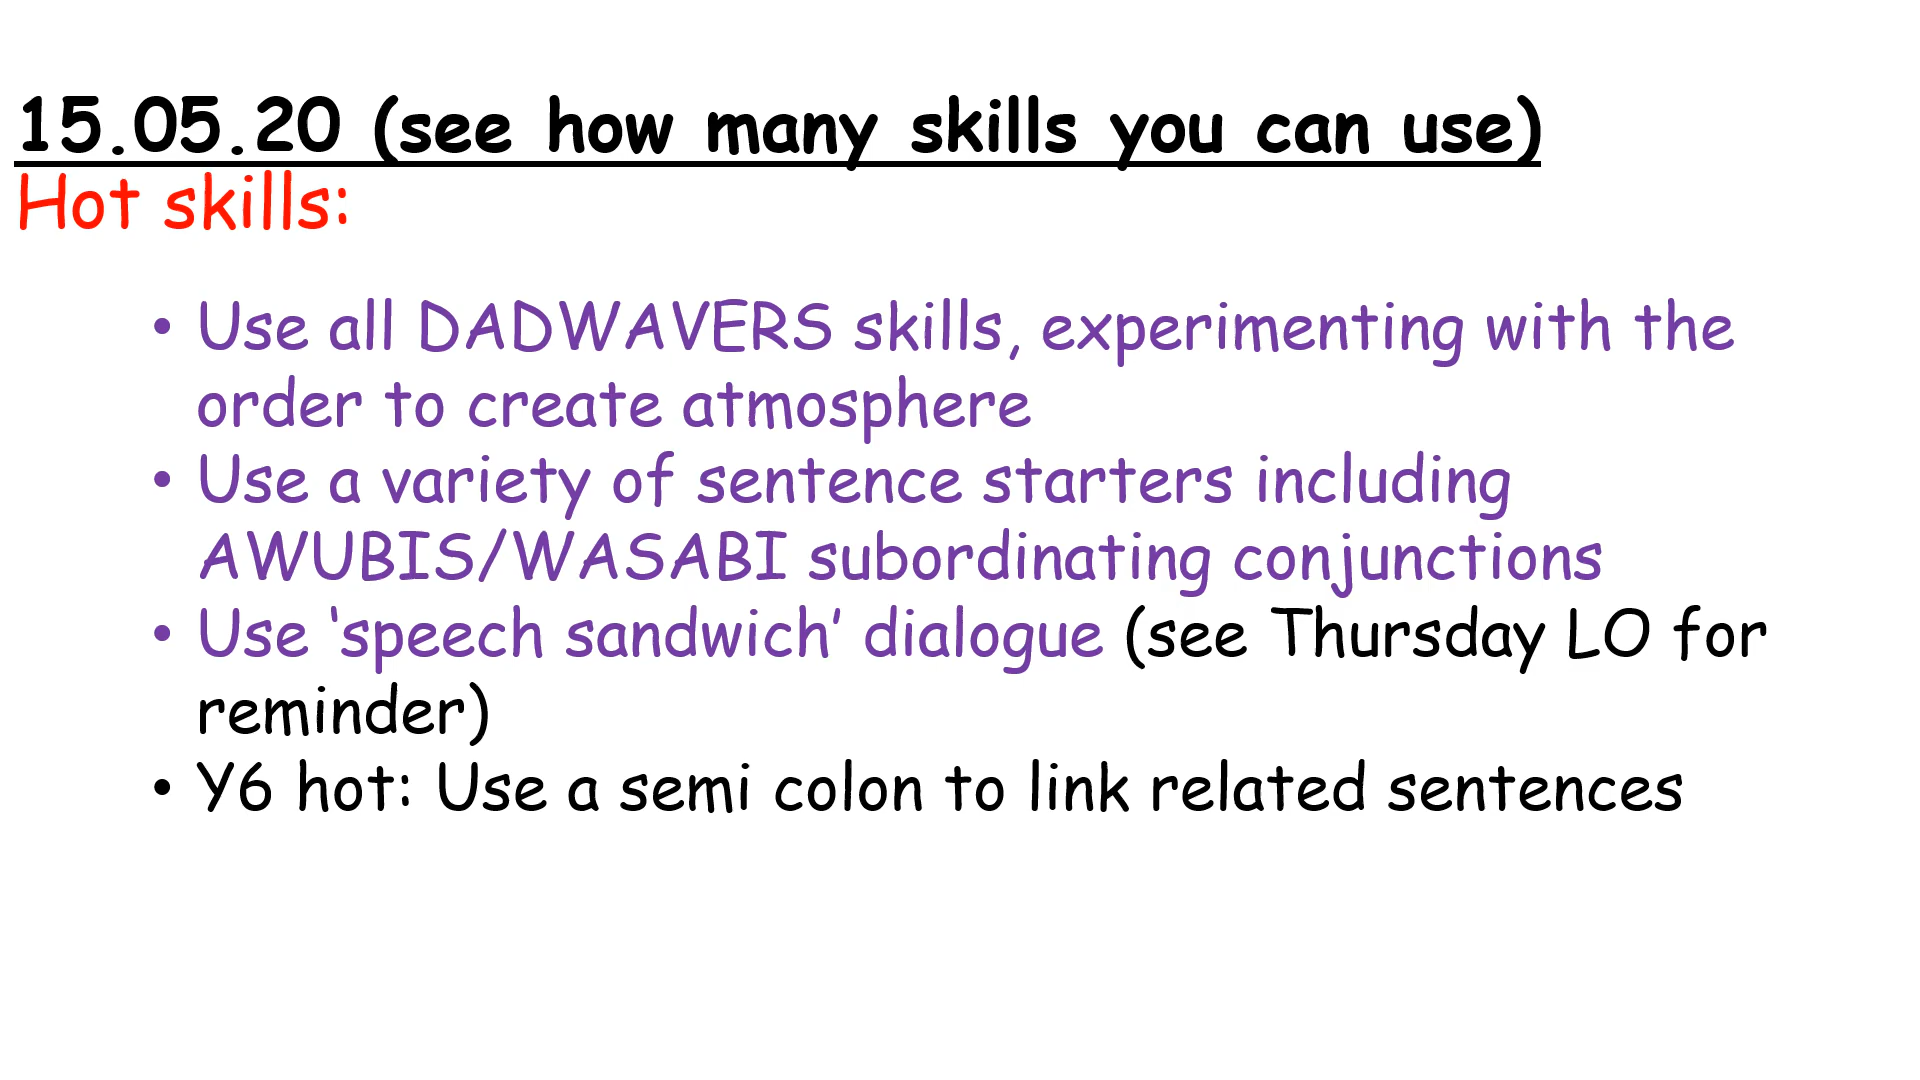 15.05.20 (see how many skills you can use)
Hot skills:
• Use all DADWAVERS skills, experimenting with the
order to create atmosphere
• Use a variety of sentence starters including
AWUBIS/WASABI subordinating conjunctions
• Use ‘speech sandwich’ dialogue (see Thursday LO for
reminder)
• Y6 hot: Use a semi colon to link related sentences